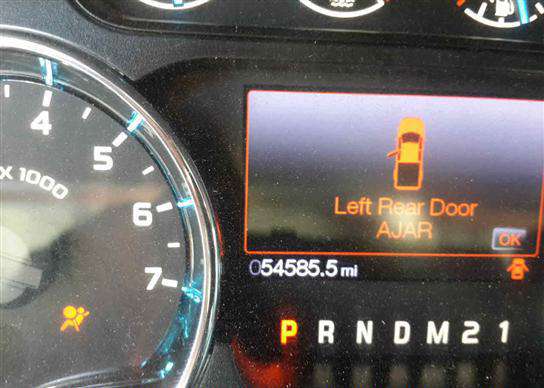 4
5
x 1000
6
7
Left Rear Door
AJAR
OK
054585.5 mi
P R N D M 2 1